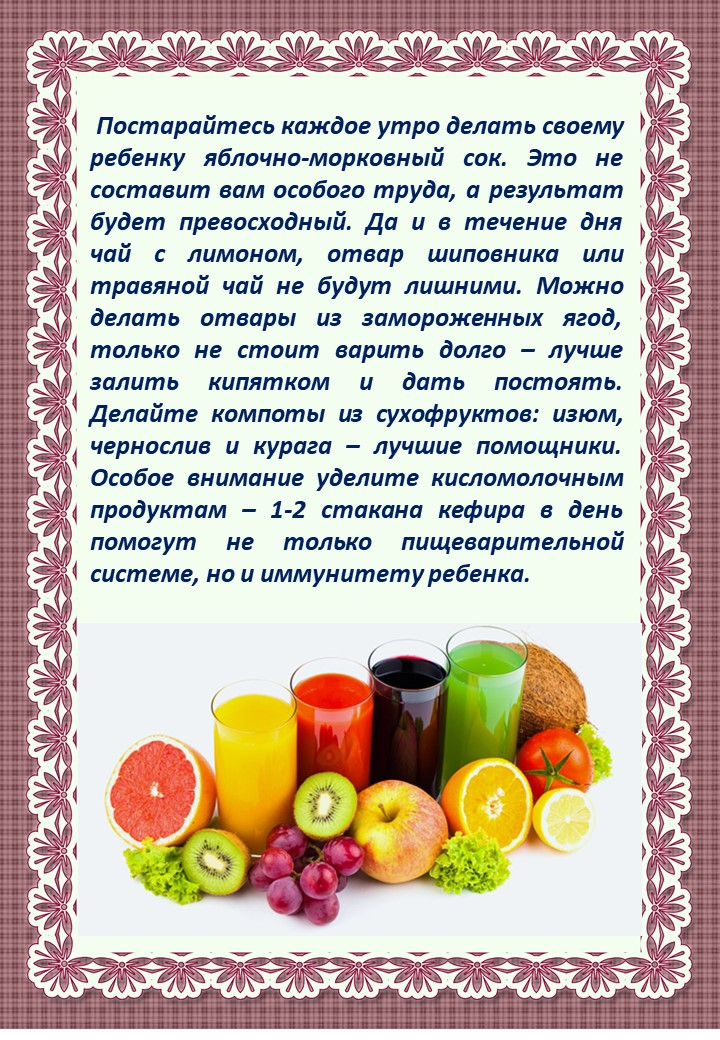 Постарайтесь каждое утро делать своему
ребенку яблочно-морковный сок. Это не
составит вам особого труда, а результат
будет превосходный. Да и в течение дня
чай с лимоном, отвар шиповника или
травяной чай не будут лишними. Можно
делать отвары из замороженных ягод,
только не стоит варить долго – лучше
залить кипятком и дать постоять.
Делайте компоты из сухофруктов: изюм,
чернослив и курага – лучшие помощники.
Особое внимание уделите кисломолочным
продуктам – 1-2 стакана кефира в день
помогут не только пищеварительной
системе, но и иммунитету ребенка.